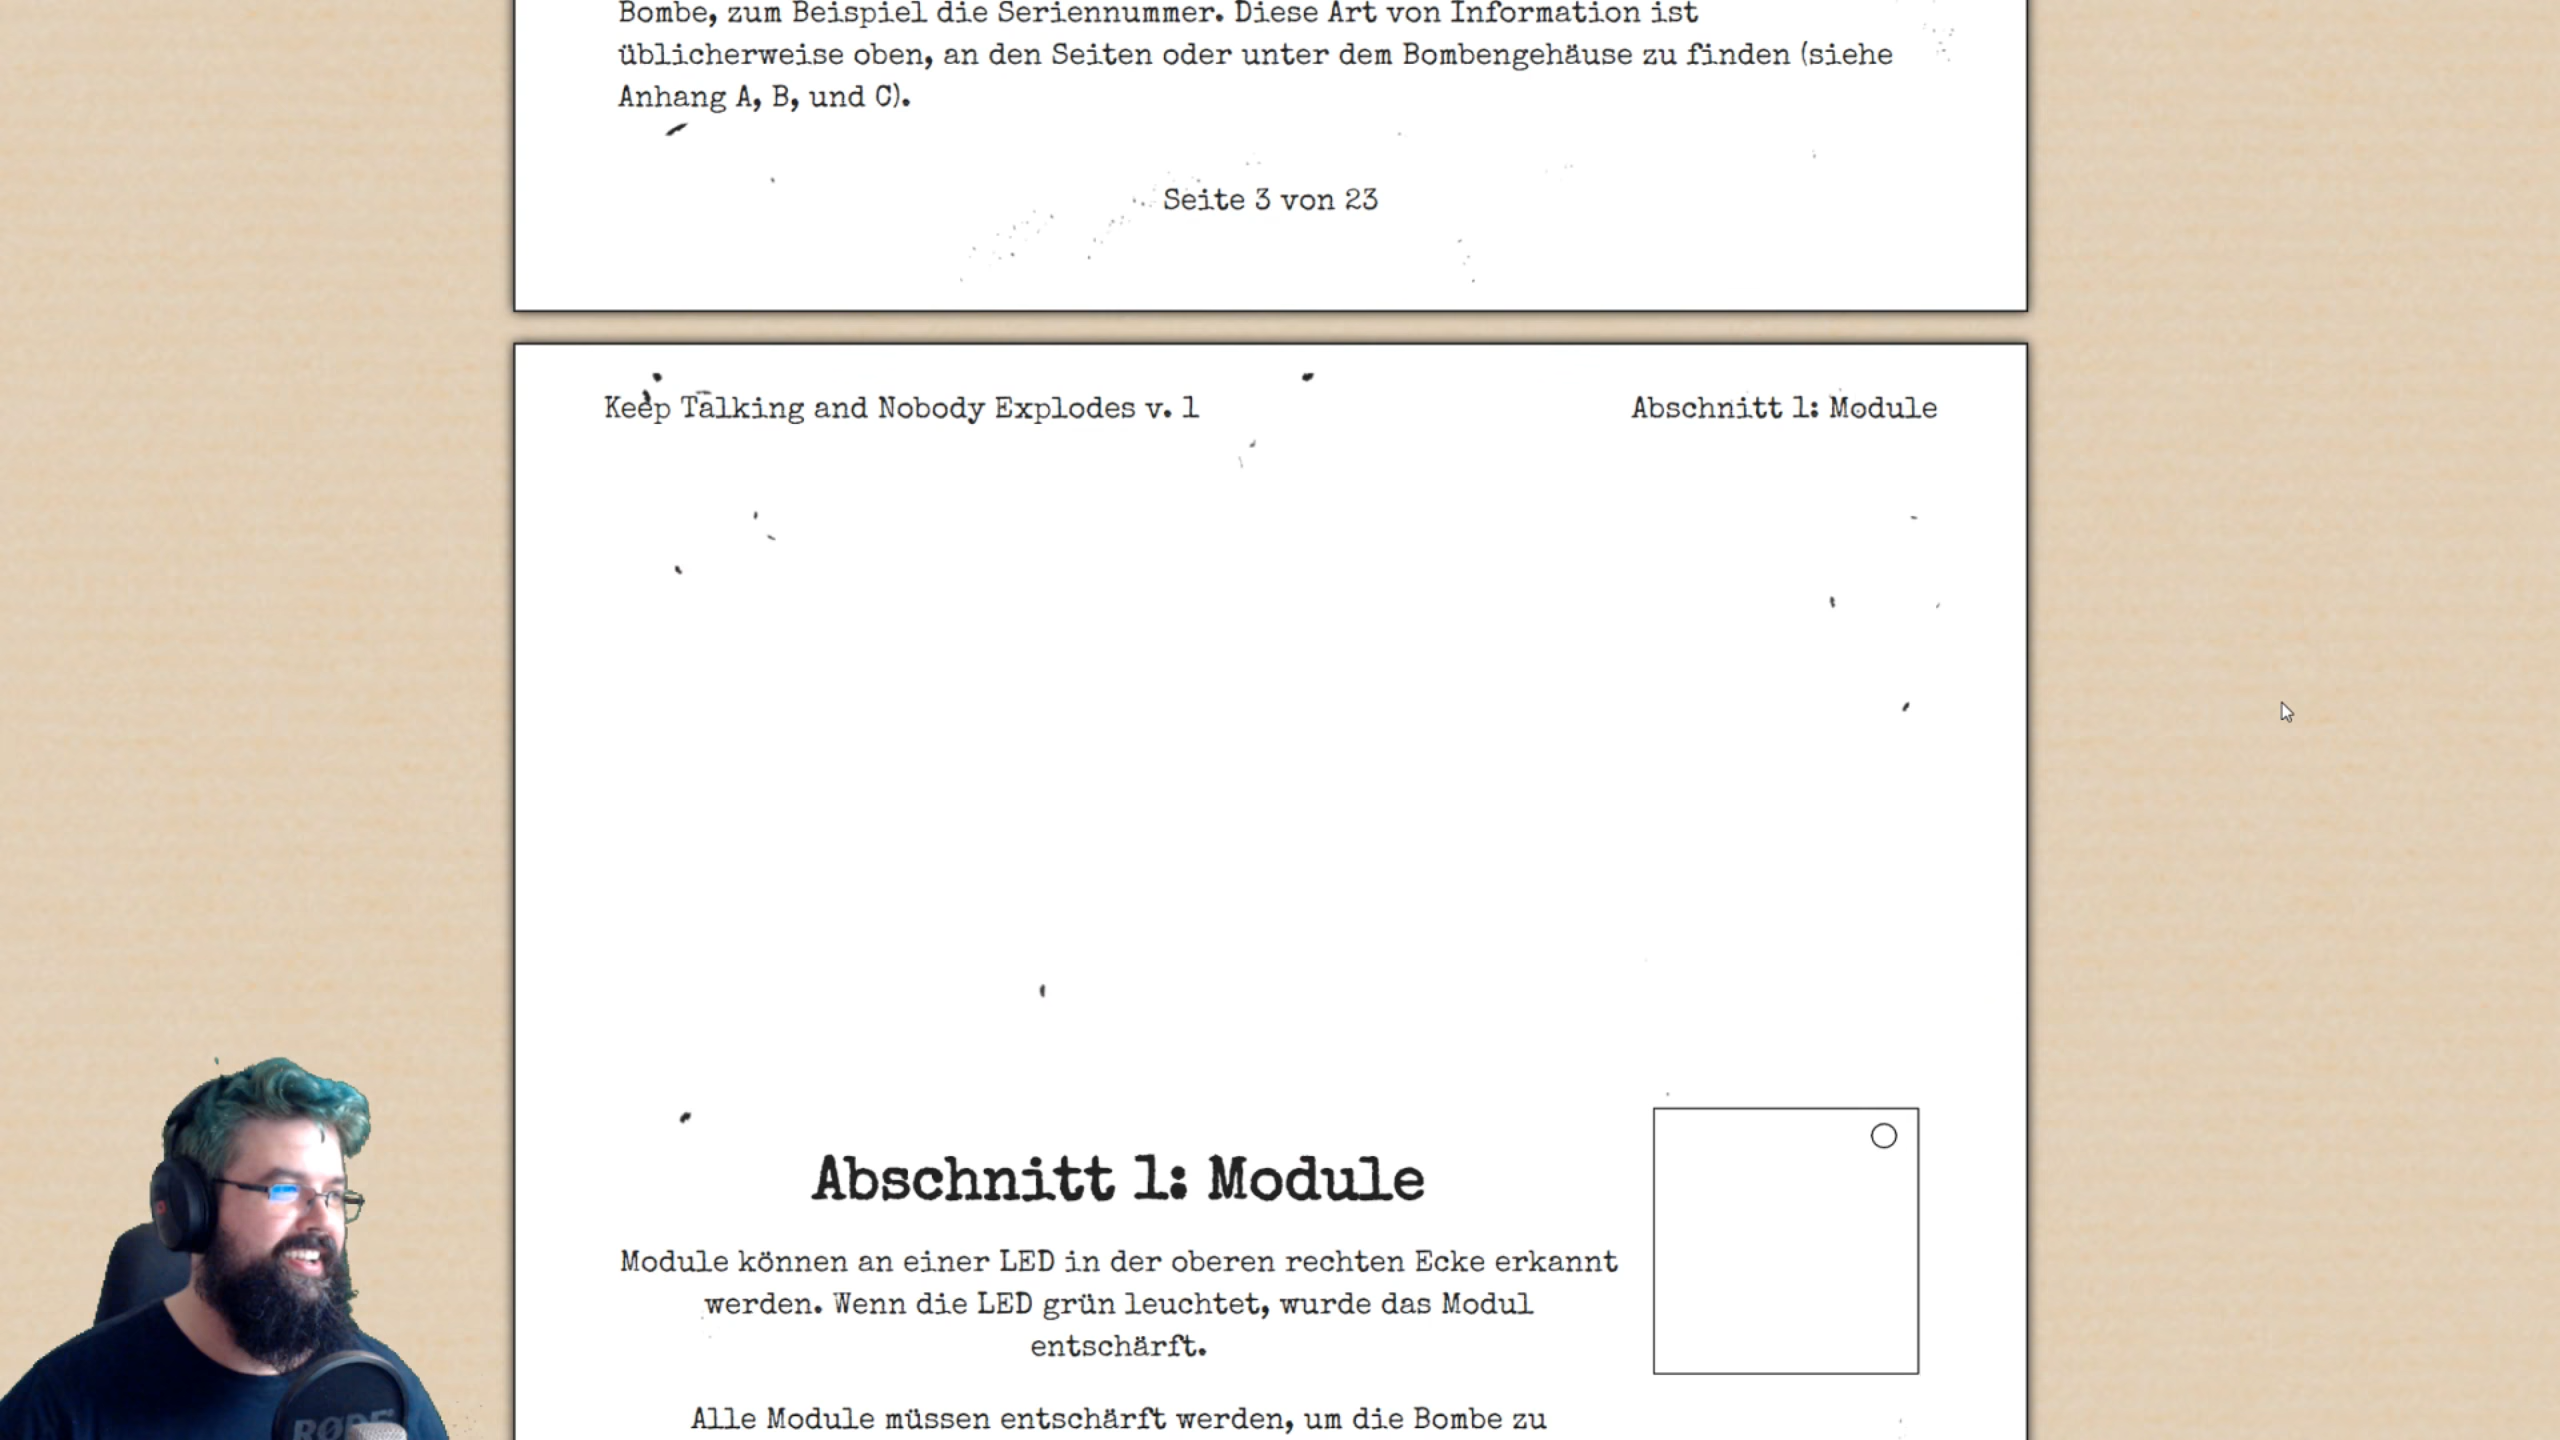 Bombe, zum Beispiel die Seriennummer. Diese Art von Information ist
üblicherweise oben, an den Seiten oder unter dem Bombengehäuse zu finden (siehe
Anhang A, B, und C).
Seite 3 von 23
Keep Talking and Nobody Explodes v. 1
Abschnitt 1: Module
Abschnitt 1: Module
Module können an einer LED in der oberen rechten Ecke erkannt
werden. Wenn die LED grün leuchtet, wurde das Modul
entschärft.
Alle Module müssen entschärft werden, um die Bombe zu
RØDE